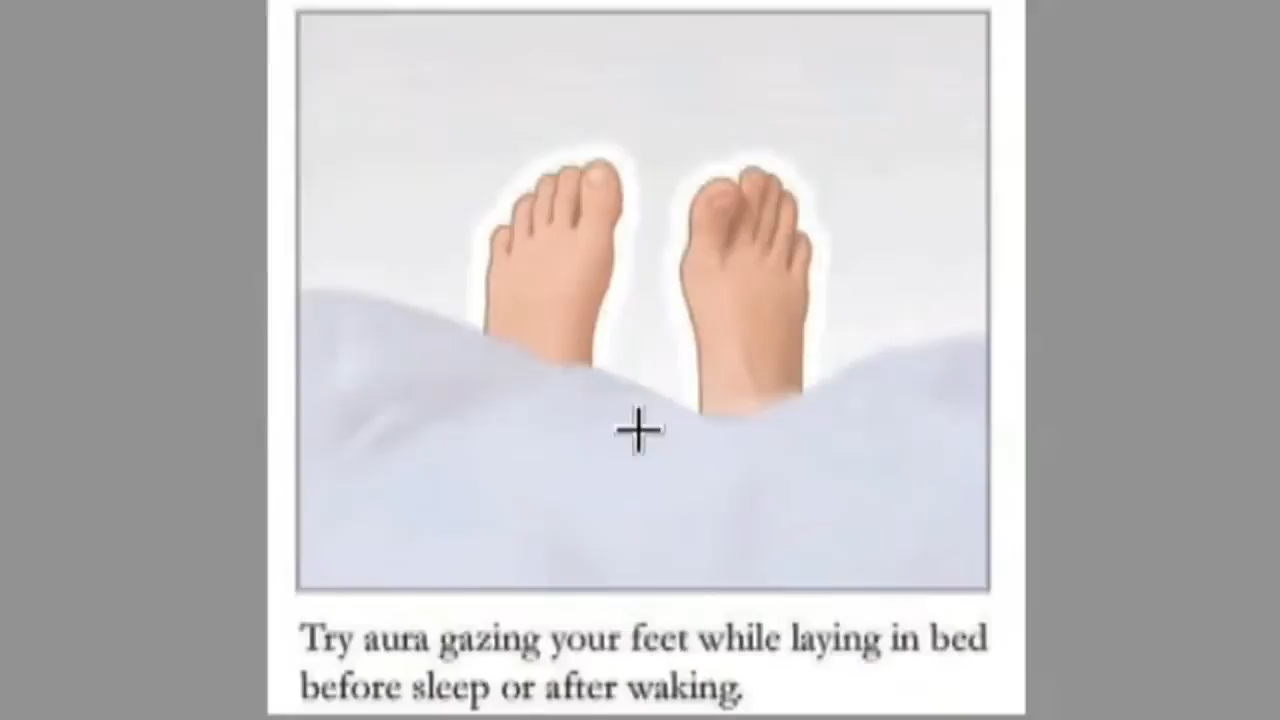 Try aura gazing your feet while laying in bed
before sleep or after waking.